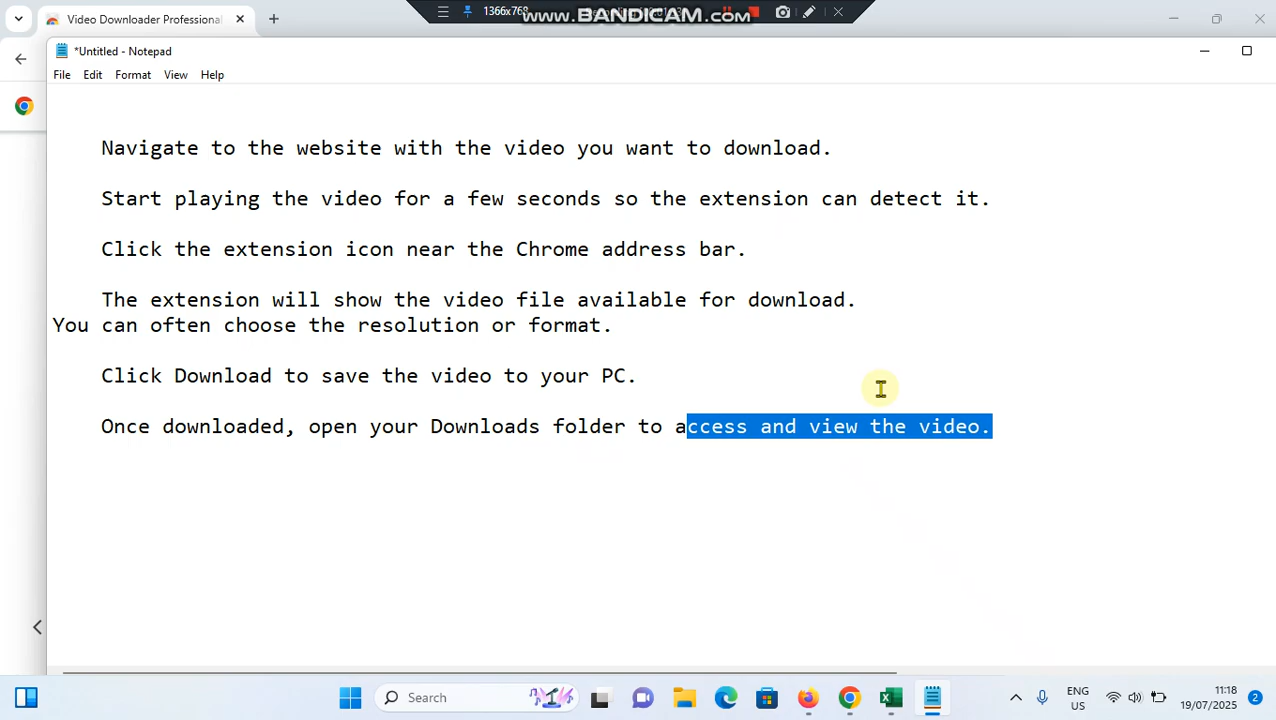 Video Downloader Professional
1366x768
www.BANDICAM.com
*Untitled - Notepad
File Edit Format View Help
Navigate to the website with the video you want to download.
Start playing the video for a few seconds so the extension can detect it.
Click the extension icon near the Chrome address bar.
The extension will show the video file available for download.
You can often choose the resolution or format.
Click Download to save the video to your PC.
Once downloaded, open your Downloads folder to access and view the video.
Search
ENG
US
11:18
19/07/2025
2